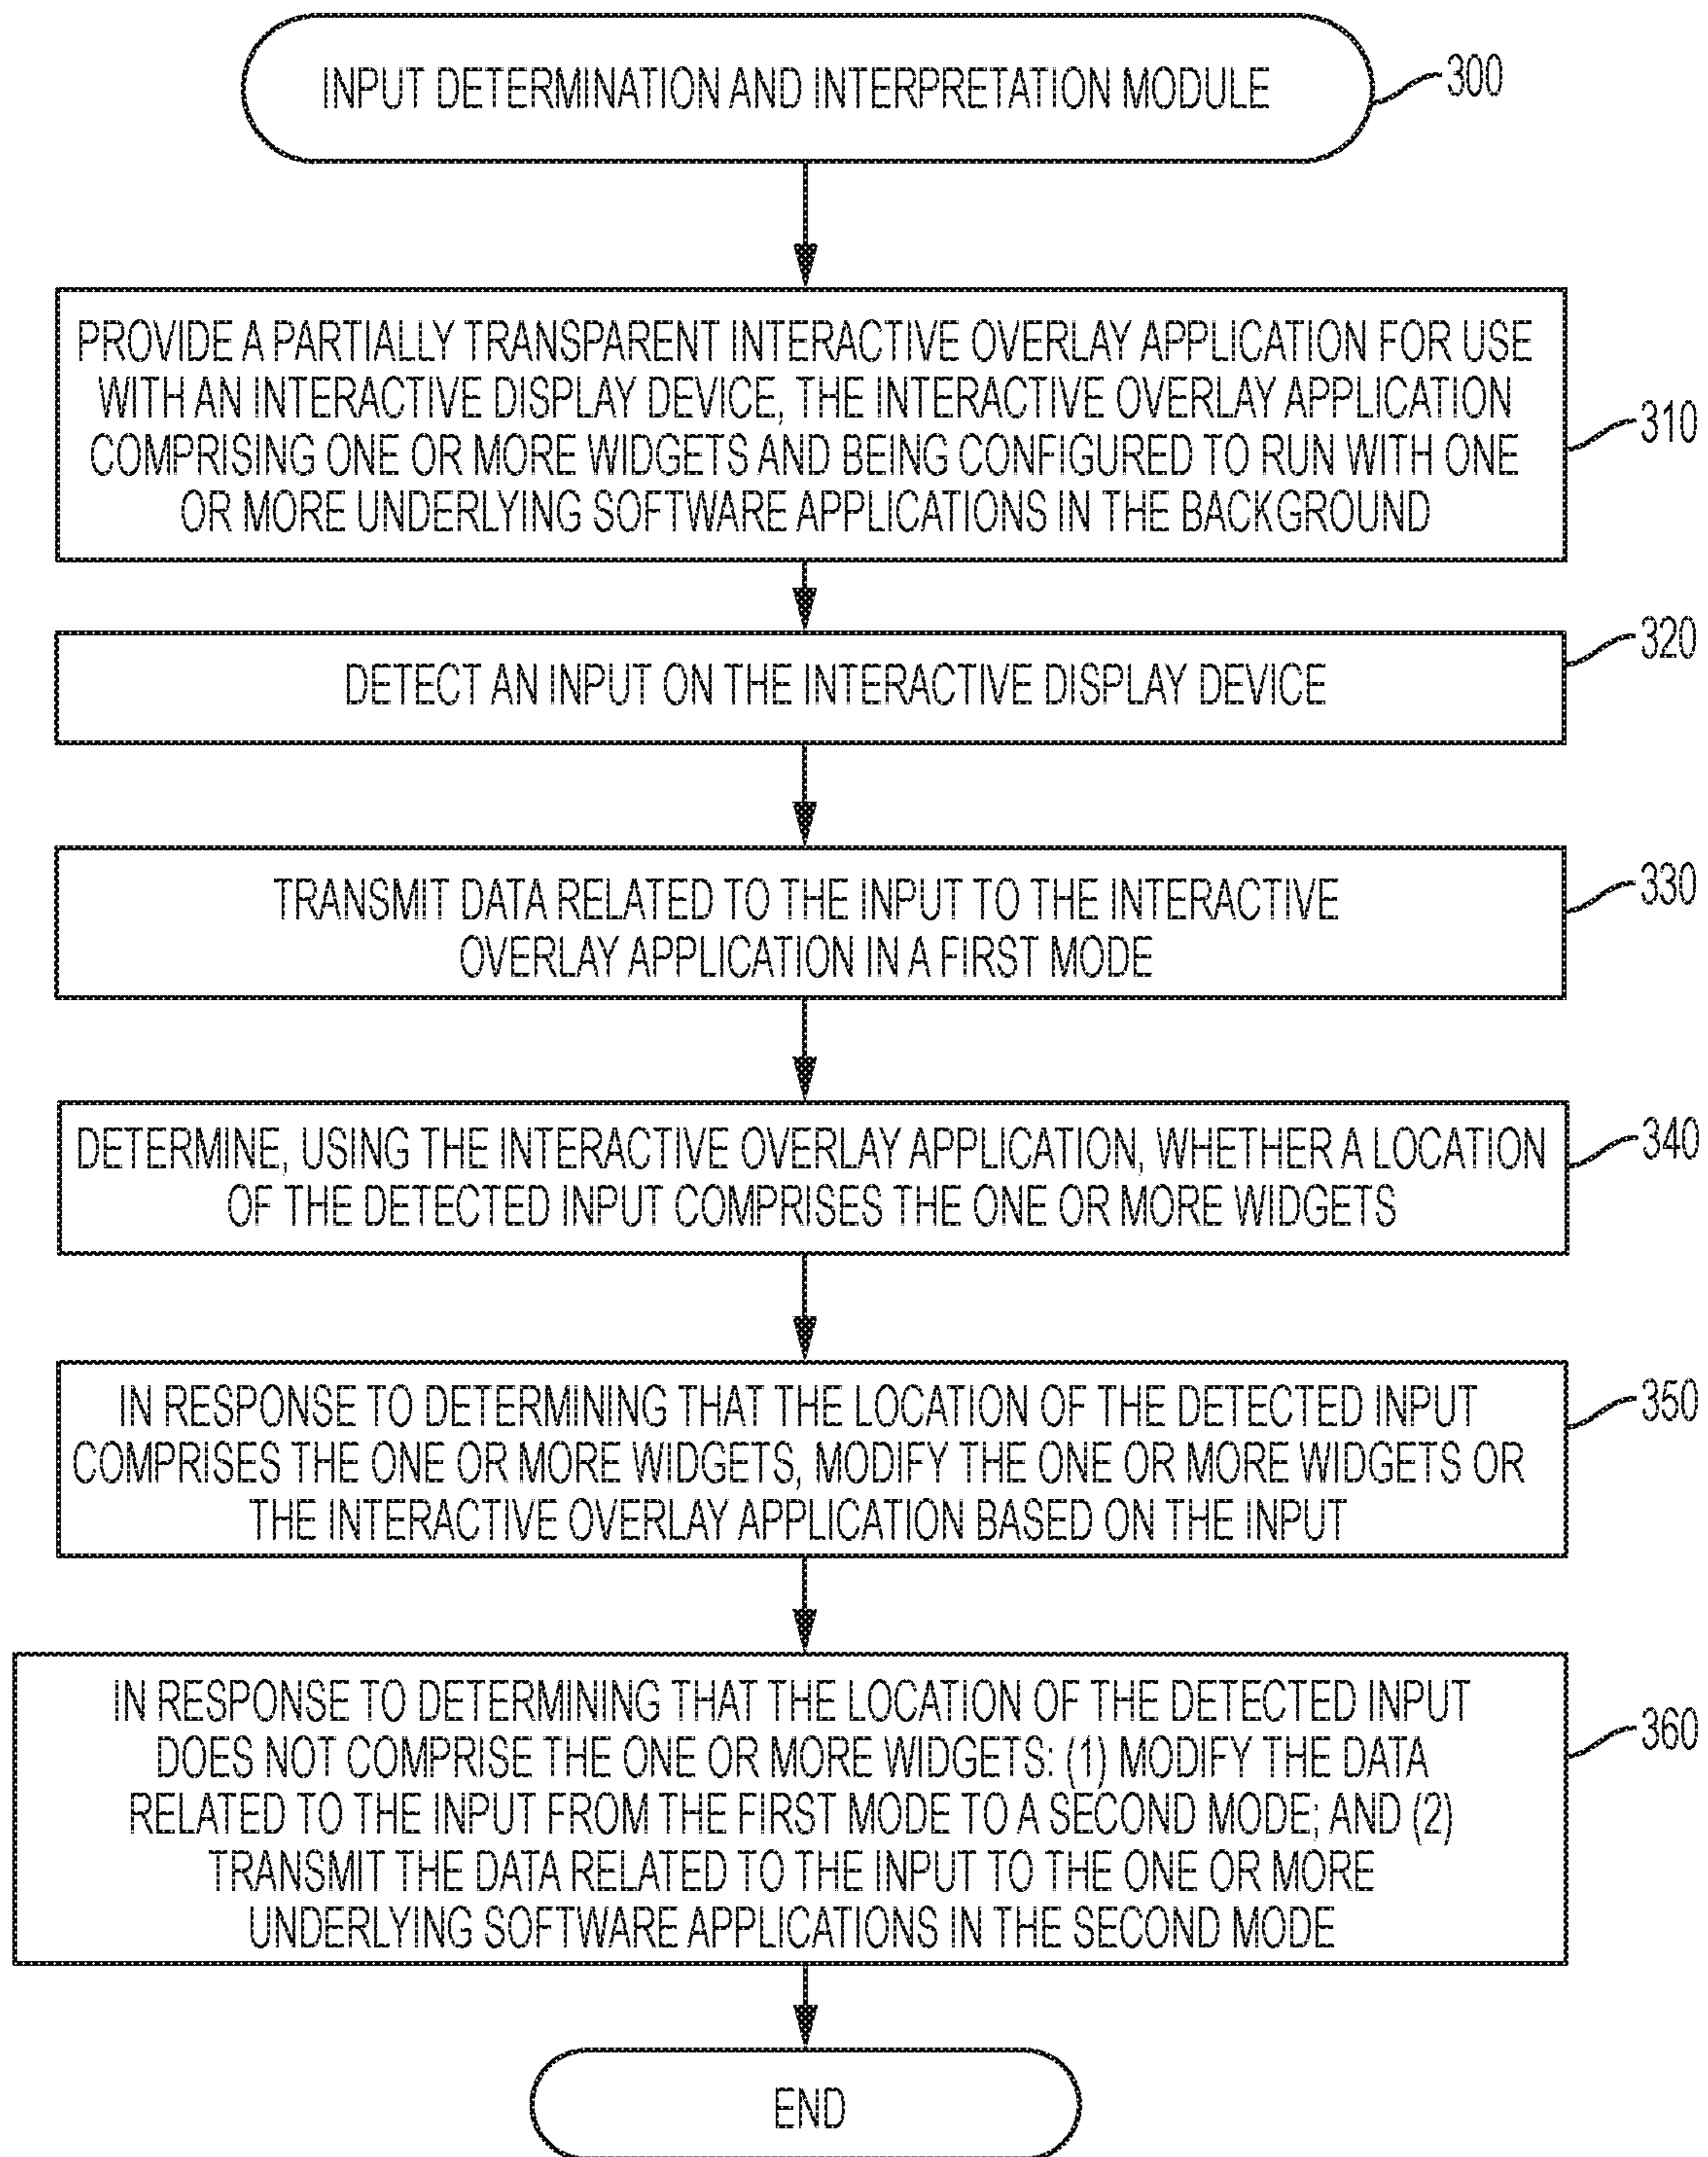 INPUT DETERMINATION AND INTERPRETATION MODULE
300
PROVIDE A PARTIALLY TRANSPARENT INTERACTIVE OVERLAY APPLICATION FOR USE
WITH AN INTERACTIVE DISPLAY DEVICE, THE INTERACTIVE OVERLAY APPLICATION
COMPRISING ONE OR MORE WIDGETS AND BEING CONFIGURED TO RUN WITH ONE
OR MORE UNDERLYING SOFTWARE APPLICATIONS IN THE BACKGROUND
310
DETECT AN INPUT ON THE INTERACTIVE DISPLAY DEVICE
320
TRANSMIT DATA RELATED TO THE INPUT TO THE INTERACTIVE
OVERLAY APPLICATION IN A FIRST MODE
330
DETERMINE, USING THE INTERACTIVE OVERLAY APPLICATION, WHETHER A LOCATION
OF THE DETECTED INPUT COMPRISES THE ONE OR MORE WIDGETS
340
IN RESPONSE TO DETERMINING THAT THE LOCATION OF THE DETECTED INPUT
COMPRISES THE ONE OR MORE WIDGETS, MODIFY THE ONE OR MORE WIDGETS OR
THE INTERACTIVE OVERLAY APPLICATION BASED ON THE INPUT
350
IN RESPONSE TO DETERMINING THAT THE LOCATION OF THE DETECTED INPUT
DOES NOT COMPRISE THE ONE OR MORE WIDGETS: (1) MODIFY THE DATA
RELATED TO THE INPUT FROM THE FIRST MODE TO A SECOND MODE; AND (2)
TRANSMIT THE DATA RELATED TO THE INPUT TO THE ONE OR MORE
UNDERLYING SOFTWARE APPLICATIONS IN THE SECOND MODE
360
END